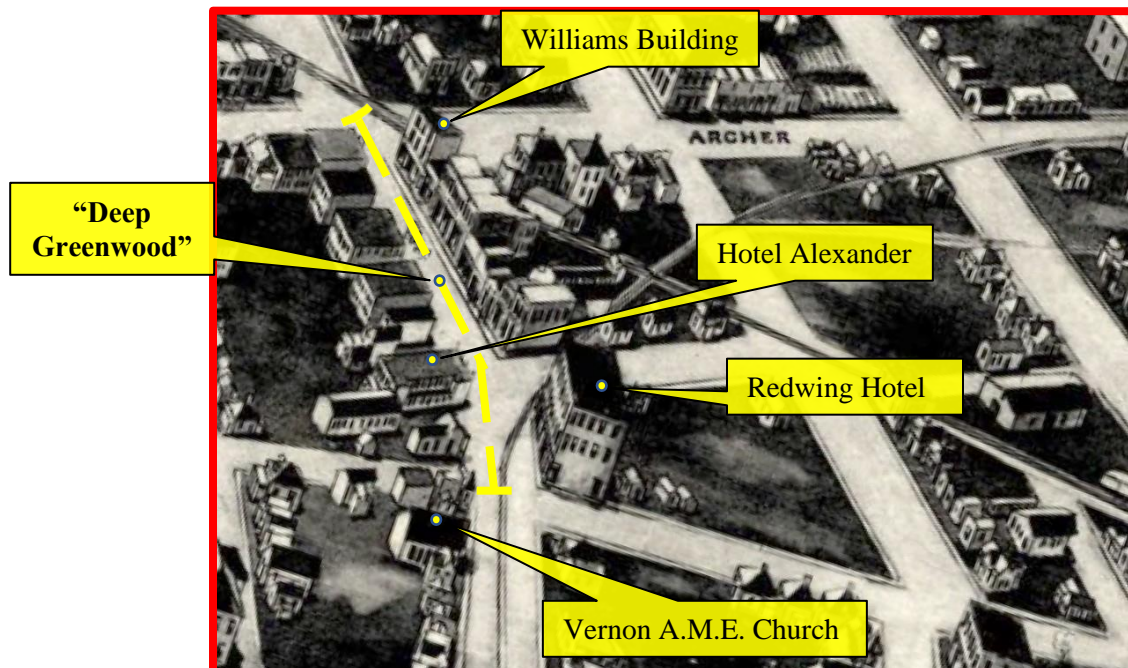 Williams
Building
ARCHER
“Deep
Greenwood”
Hotel Alexander
Redwing Hotel
Vernon A.M.E. Church